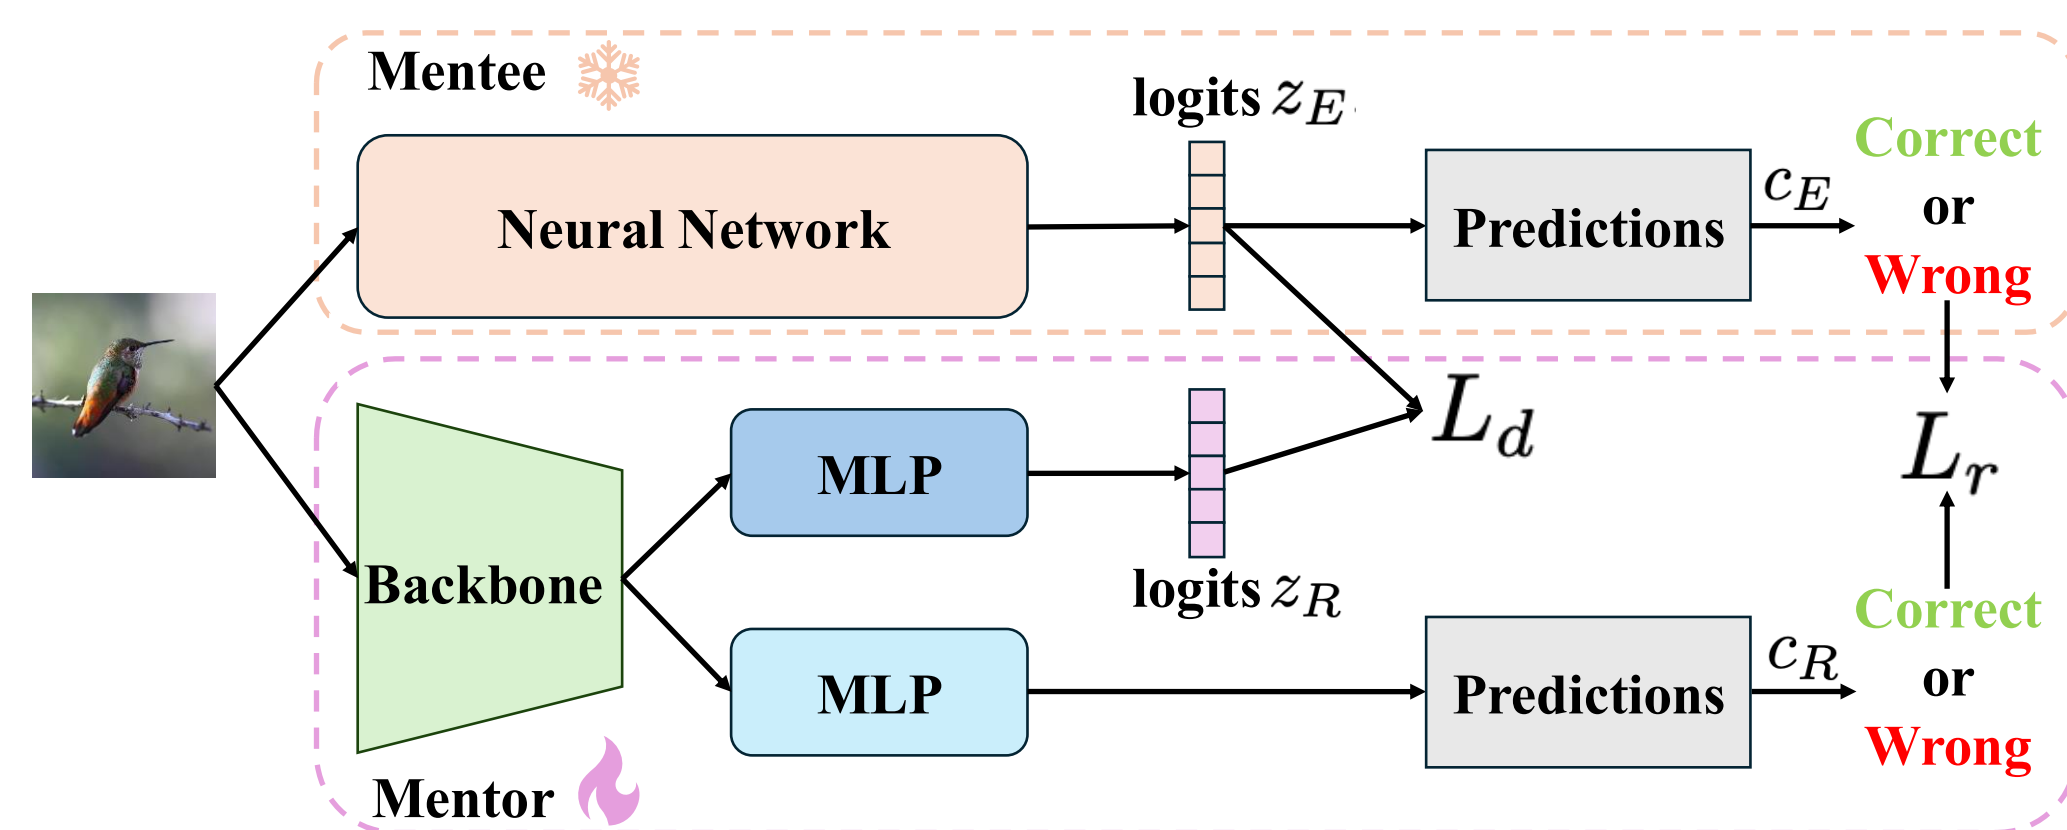 Mentee
logits z_E
Neural Network
Predictions
c_E
Correct
or
Wrong
L_d
L_r
Backbone
MLP
logits z_R
MLP
Predictions
c_R
Correct
or
Wrong
Mentor